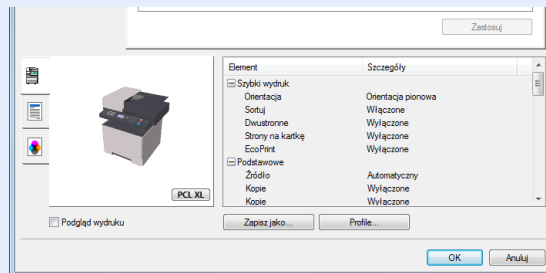 Zastosuj
Element Szczegóły
Szybki wydruk
Orientacja Orientacja pionowa
Sortuj Włączone
Dwustronne Wyłączone
Strony na kartkę Wyłączone
EcoPrint Wyłączone
Podstawowe
Źródło Automatyczny
Kopie Wyłączone
Kopie Wyłaczone
PCL XL
Podgląd wydruku Zapisz jako... Profile...
OK Anuluj